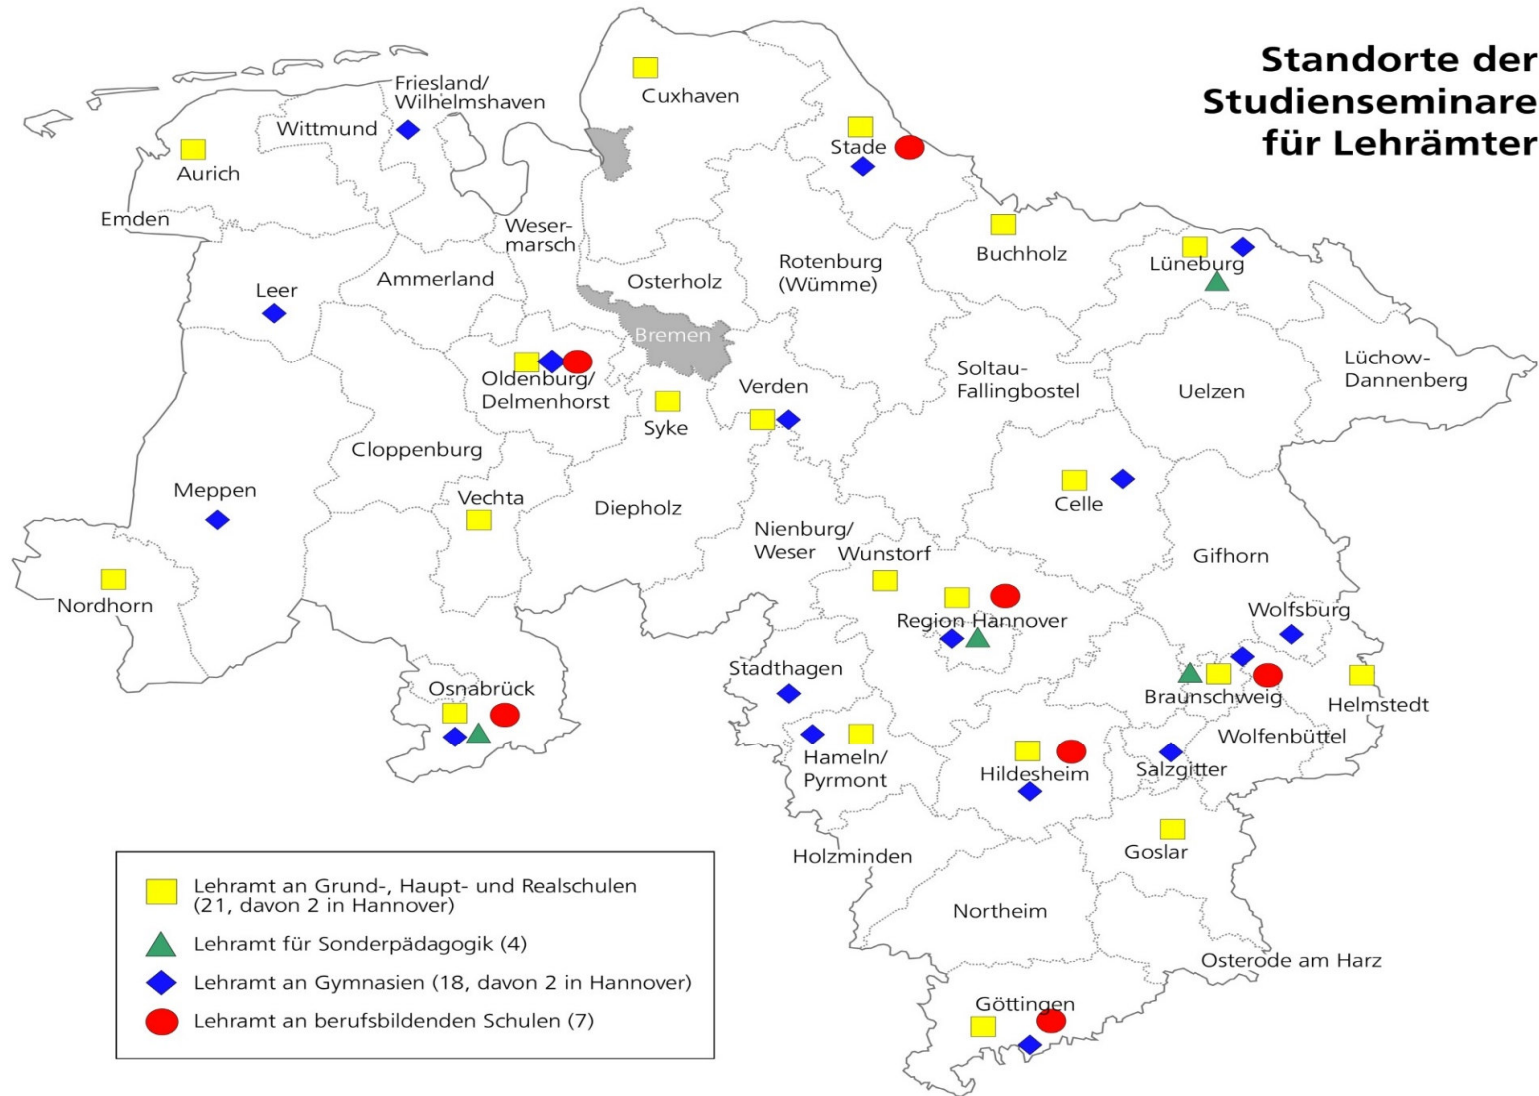 Standorte der
Studienseminare
für Lehrämter
Friesland/
Wilhelmshaven
Cuxhaven
Wittmund
Stade
Aurich
Emden
Weser-
marsch
Buchholz
Lüneburg
Rotenburg
(Wümme)
Ammerland
Osterholz
Leer
Bremen
Lüchow-
Dannenberg
Soltau-
Fallingbostel
Oldenburg/
Delmenhorst
Verden
Uelzen
Syke
Cloppenburg
Meppen
Vechta
Diepholz
Celle
Nienburg/
Weser
Wunstorf
Gifhorn
Nordhorn
Region Hannover
Wolfsburg
Stadthagen
Osnabrück
Braunschweig
Helmstedt
Hameln/
Pyrmont
Hildesheim
Wolfenbüttel
Salzgitter
Holzminden
Goslar
Northeim
Osterode am Harz
Göttingen
Lehramt an Grund-, Haupt- und Realschulen
(21, davon 2 in Hannover)
Lehramt für Sonderpädagogik (4)
Lehramt an Gymnasien (18, davon 2 in Hannover)
Lehramt an berufsbildenden Schulen (7)